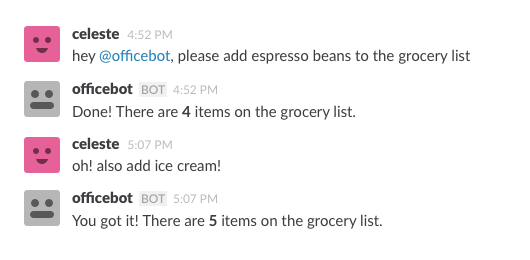 celeste 4:52 PM
hey @officebot, please add espresso beans to the grocery list
officebot BOT 4:52 PM
Done! There are 4 items on the grocery list.
celeste 5:07 PM
oh! also add ice cream!
officebot BOT 5:07 PM
You got it! There are 5 items on the grocery list.